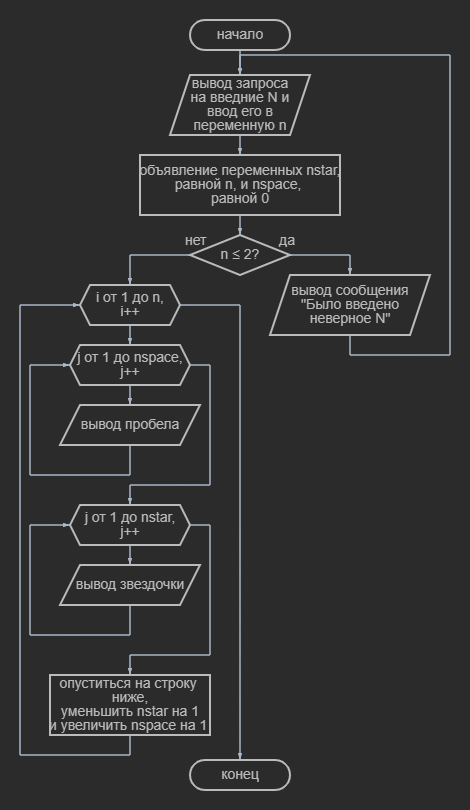 начало
вывод запроса
на введние N и
ввод его в
переменную n
объявление переменных nstar,
равной n, и nspace,
равной 0
нет
да
n ≤ 2?
вывод сообщения
"Было введено
неверное N"
i от 1 до n,
i++
j от 1 до nspace,
j++
вывод пробела
j от 1 до nstar,
j++
вывод звездочки
опуститься на строку
ниже,
уменьшить nstar на 1
и увеличить nspace на 1
конец